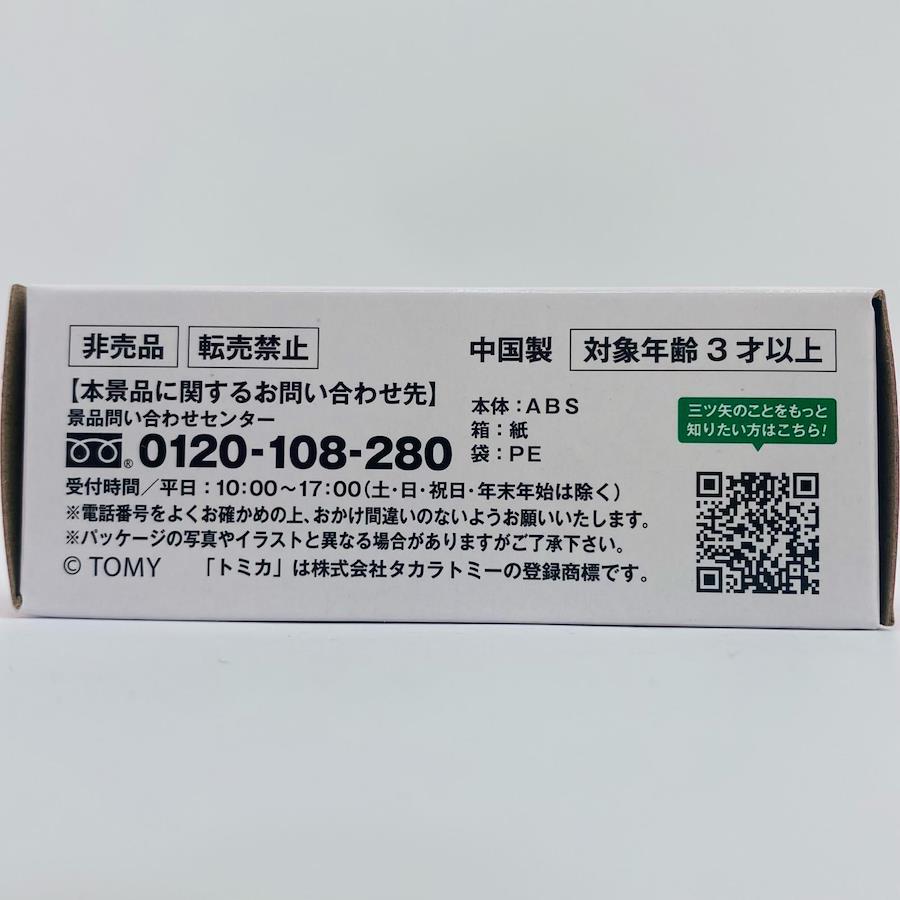 非売品 転売禁止 中国製 対象年齢 3 才以上
【本景品に関するお問い合わせ先】
景品問い合わせセンター
® 0120-108-280
受付時間／平日：10:00～17:00(土・日・祝日・年末年始は除く)
※電話番号をよくお確かめの上、おかけ間違いのないようお願いいたします。
※パッケージの写真やイラストと異なる場合がありますがご了承下さい。
© TOMY 「トミカ」は株式会社タカラトミーの登録商標です。
本体：ABS
箱：紙
袋：PE
三ツ矢のことをもっと
知りたい方はこちら!